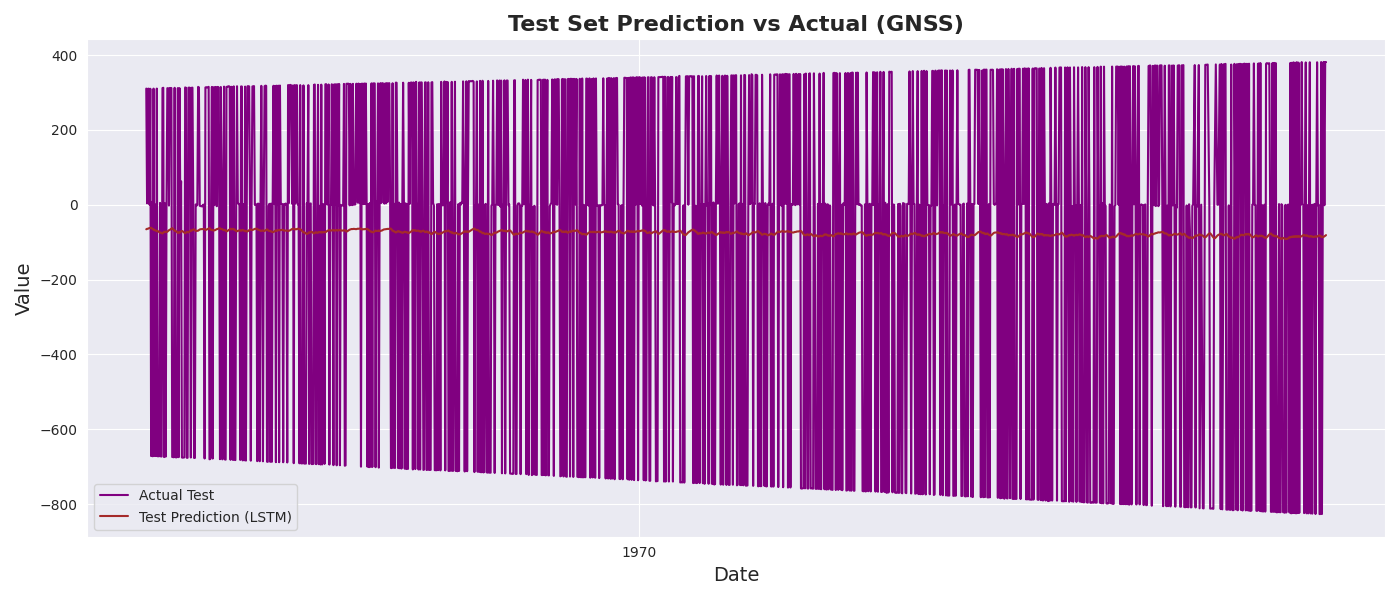 Test Set Prediction vs Actual (GNSS)
400
200
0
−200
−400
−600
−800
Value
Actual Test
Test Prediction (LSTM)
1970
Date